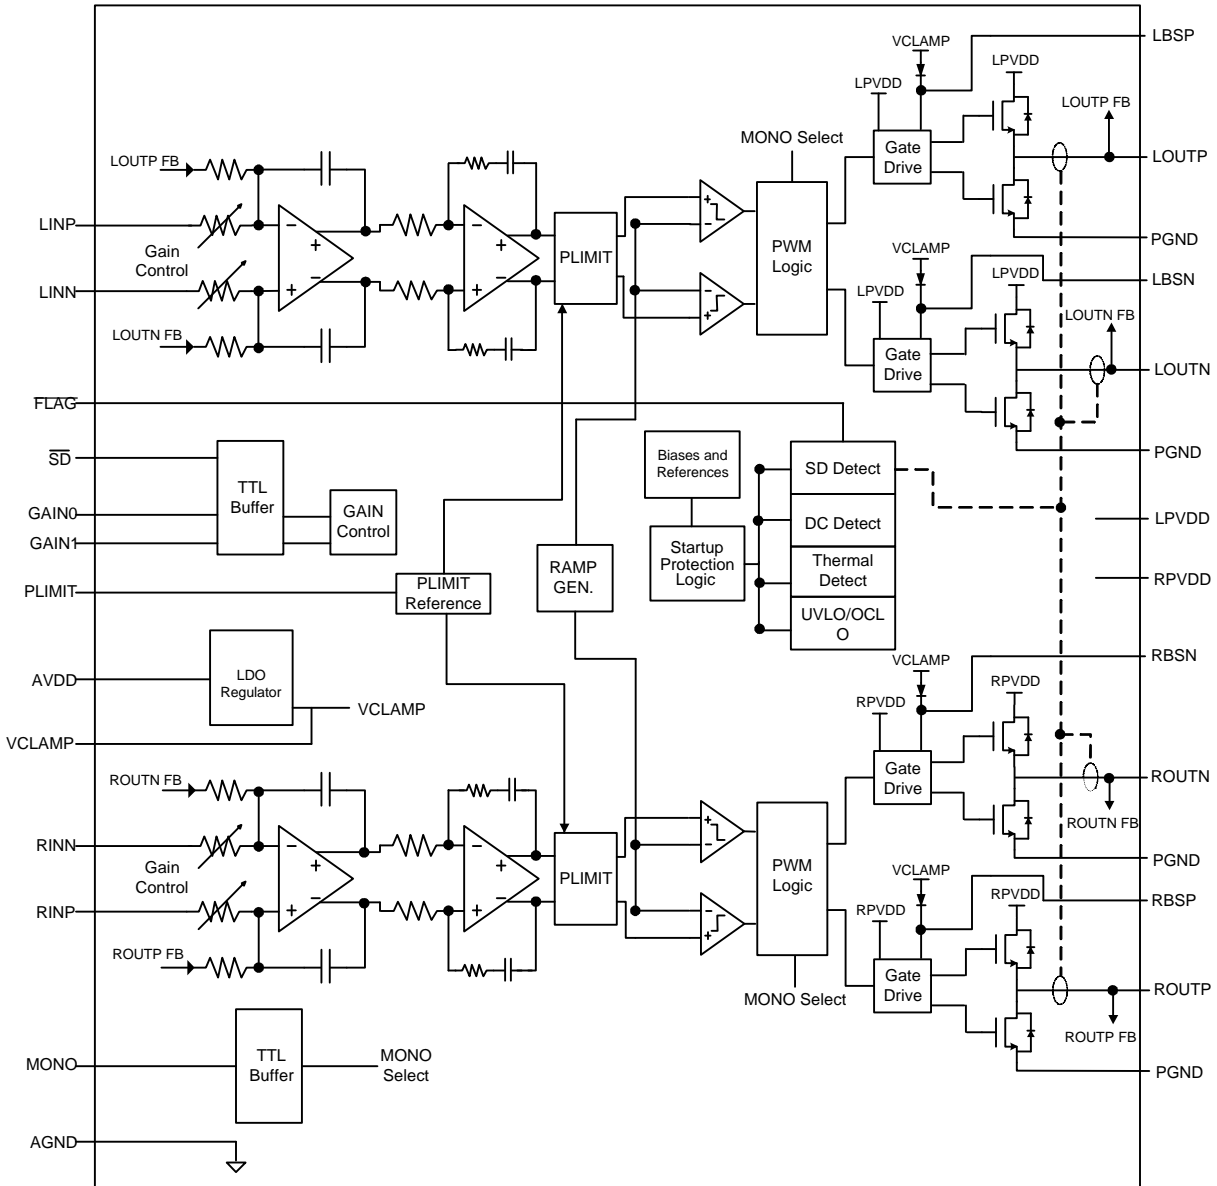 LBSP
VCLAMP
LPVDD
LPVDD
LOUTP FB
MONO Select
Gate
Drive
LOUTP FB
LOUTP
LINP
−
+
−
+
+
−
PWM
Logic
PGND
Gain
Control
PLIMIT
VCLAMP
LPVDD
LBSN
LINN
+
−
+
−
−
+
LPVDD
LOUTN FB
LOUTN FB
Gate
Drive
LOUTN
FLAG
Biases and
References
SD Detect
PGND
SD
TTL
Buffer
GAIN0
GAIN
Control
DC Detect
LPVDD
GAIN1
Startup
Protection
Logic
RAMP
GEN.
Thermal
Detect
PLIMIT
PLIMIT
Reference
RPVDD
UVLO/OCL
O
LDO
Regulator
AVDD
VCLAMP
RBSN
RPVDD
RPVDD
VCLAMP
VCLAMP
ROUTN FB
Gate
Drive
ROUTN
ROUTN FB
RINN
−
+
−
+
+
−
PWM
Logic
PGND
Gain
Control
PLIMIT
VCLAMP
RPVDD
RBSP
RINP
+
−
+
−
−
+
RPVDD
ROUTP FB
Gate
Drive
ROUTP
MONO Select
ROUTP FB
MONO
TTL
Buffer
MONO
Select
PGND
AGND